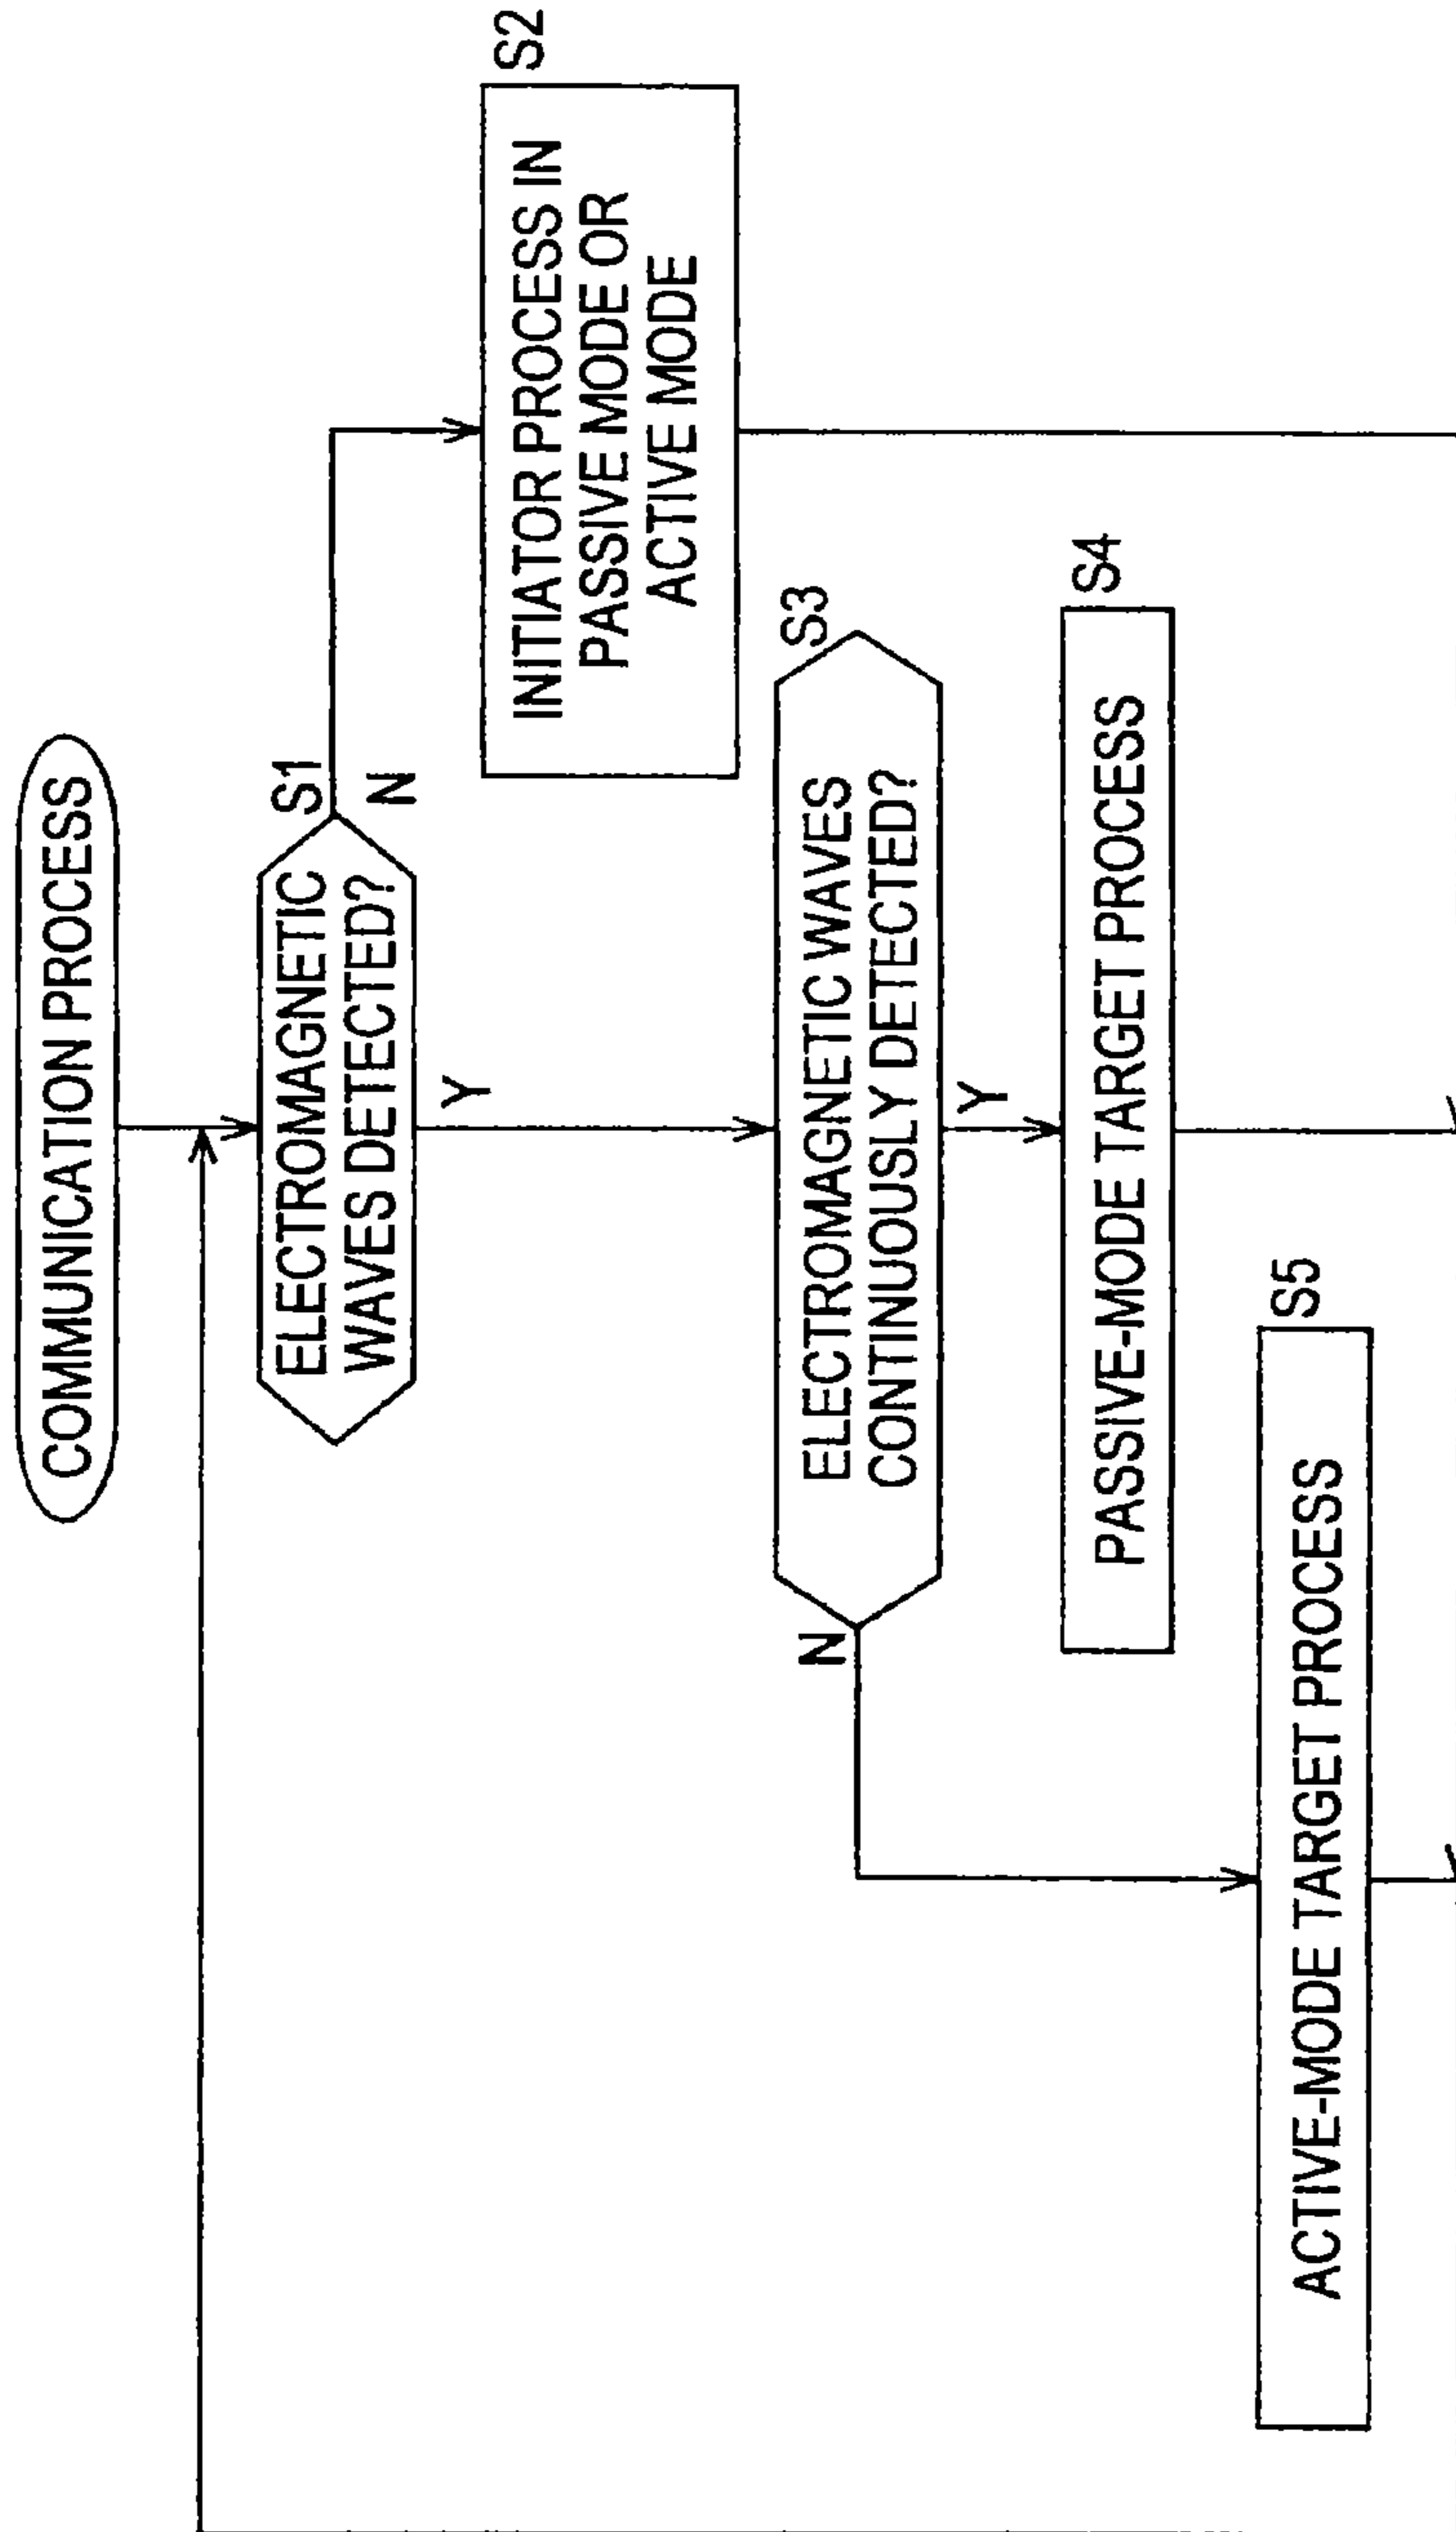 COMMUNICATION PROCESS
S1
ELECTROMAGNETIC
WAVES DETECTED?
N
Y
S2
INITIATOR PROCESS IN
PASSIVE MODE OR
ACTIVE MODE
S3
ELECTROMAGNETIC WAVES
CONTINUOUSLY DETECTED?
N
Y
S4
PASSIVE-MODE TARGET PROCESS
S5
ACTIVE-MODE TARGET PROCESS